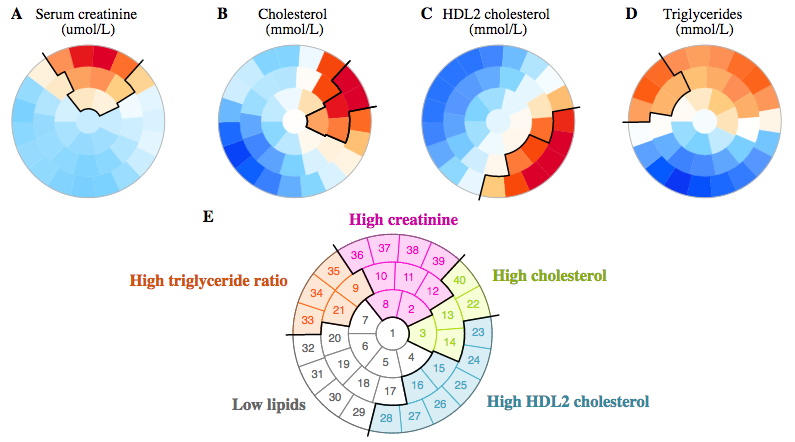 A Serum creatinine
(umol/L)
B Cholesterol
(mmol/L)
C HDL2 cholesterol
(mmol/L)
D Triglycerides
(mmol/L)
E
High creatinine
High triglyceride ratio
High cholesterol
Low lipids
High HDL2 cholesterol
36 37 38 39
35 40
34 9 10 11 12 22
33 21 8 2 13 23
7 1 3 14
32 20 6 5 4 15 24
31 19 18 17 16 25
30 29 28 27 26